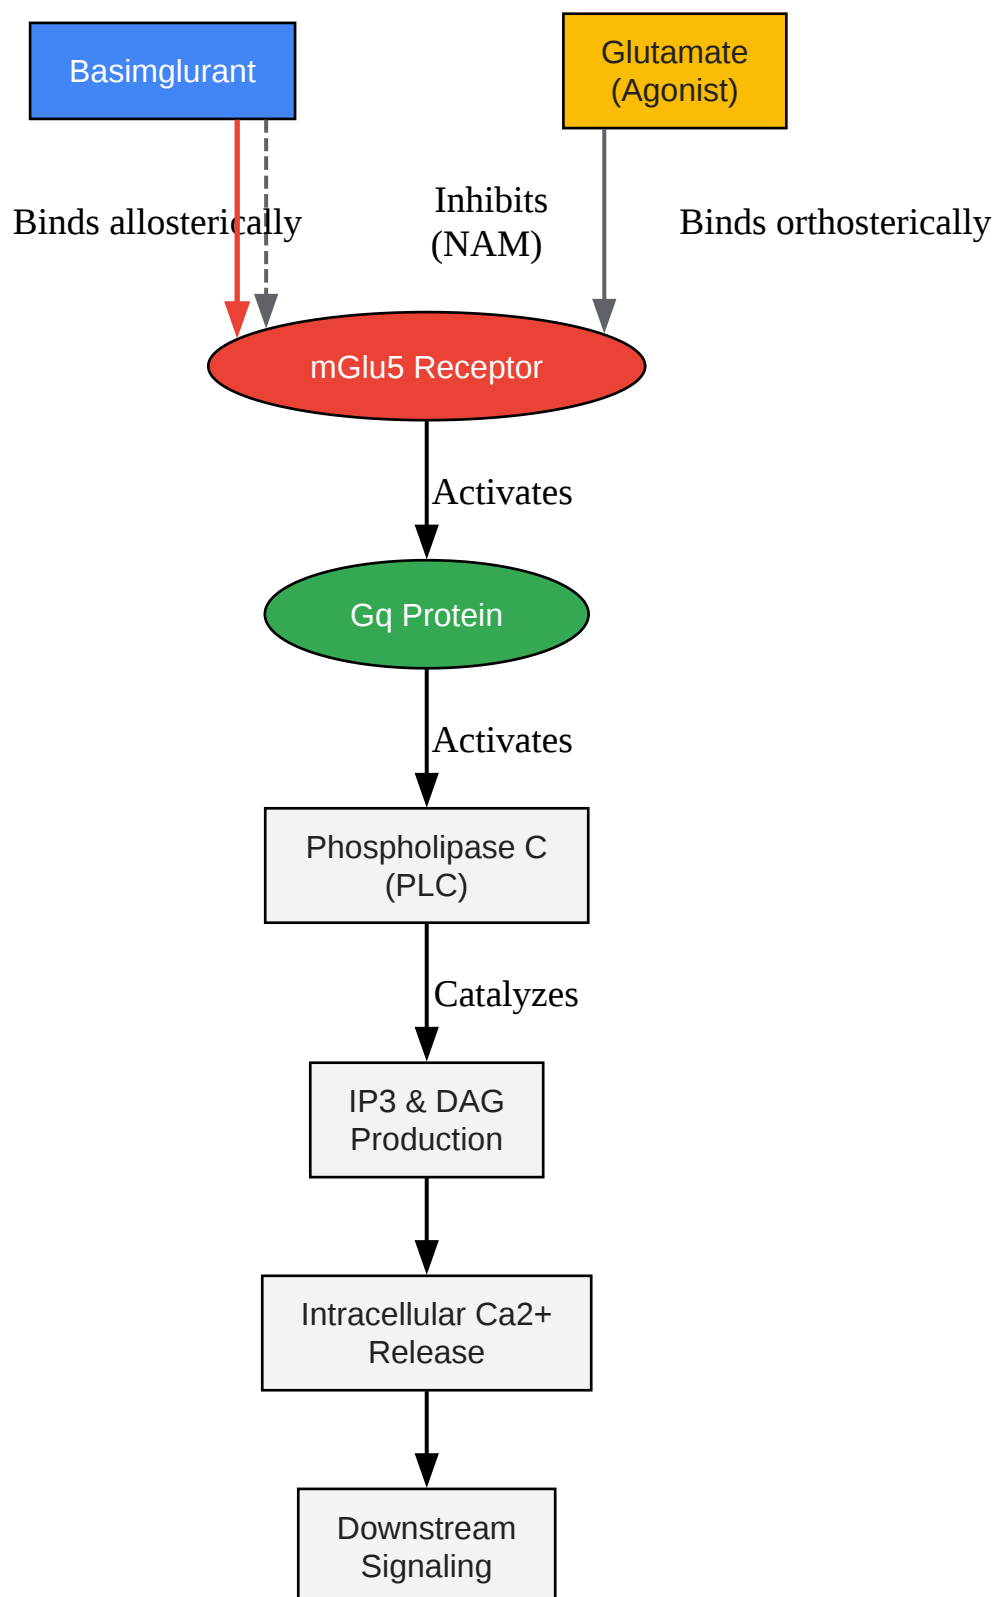 Basimglurant
Glutamate
(Agonist)
Binds allosterically
Inhibits
(NAM)
Binds orthosterically
mGlu5 Receptor
Activates
Gq Protein
Activates
Phospholipase C
(PLC)
Catalyzes
IP3 & DAG
Production
Intracellular Ca2+
Release
Downstream
Signaling